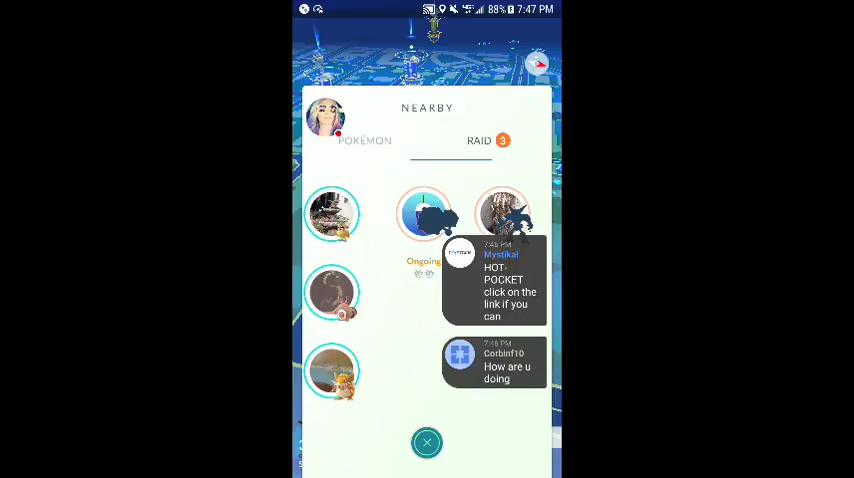 88% 7:47 PM
NEARBY
POKÉMON
RAID 3
Ongoing
7:46 PM
Mystikal
HOT-
POCKET
click on the
link if you
can
7:46 PM
Corbinf10
How are u
doing